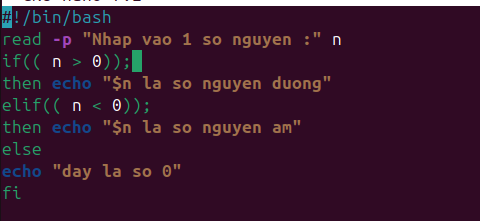 #!/bin/bash
read -p "Nhap vao 1 so nguyen :" n
if(( n > 0));
then echo "$n la so nguyen duong"
elif(( n < 0));
then echo "$n la so nguyen am"
else
echo "day la so 0"
fi